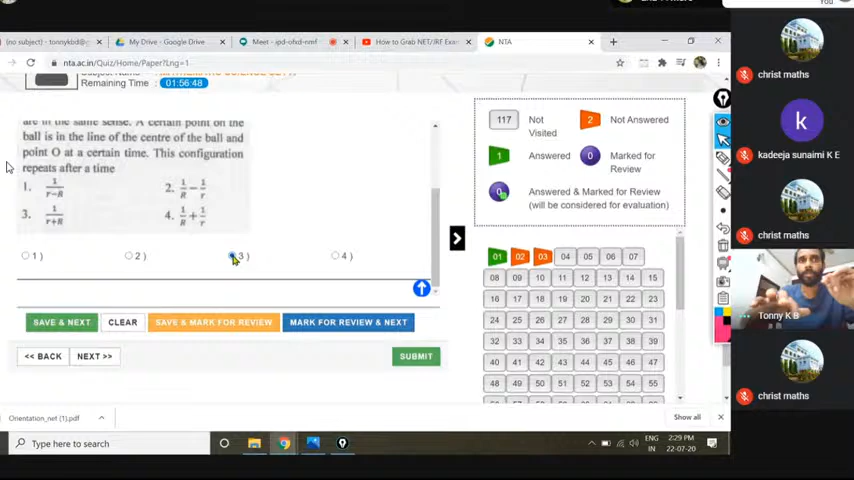 You
(no subject) - tonnykbd@
My Drive - Google Drive
Meet - ipd-ofxd-nmf
How to Grab NET/JRF Exa
NTA
nta.ac.in/Quiz/Home/Paper?Lng=1
Remaining Time :
01:56:48
are in the same sense. A certain point on the
ball is in the line of the centre of the ball and
point O at a certain time. This configuration
repeats after a time
1. 1/(r−R)
2. 1/R − 1/r
3. 1/(r+R)
4. 1/R + 1/r
1 )
2 )
3 )
4 )
SAVE & NEXT
CLEAR
SAVE & MARK FOR REVIEW
MARK FOR REVIEW & NEXT
<< BACK
NEXT >>
SUBMIT
117 Not Visited
2 Not Answered
1 Answered
0 Marked for Review
0 Answered & Marked for Review
(will be considered for evaluation)
01 02 03 04 05 06 07
08 09 10 11 12 13 14 15
16 17 18 19 20 21 22 23
24 25 26 27 28 29 30 31
32 33 34 35 36 37 38 39
40 41 42 43 44 45 46 47
48 49 50 51 52 53 54 55
christ maths
k
kadeeja sunaimi K E
christ maths
Tonny K B
christ maths
Orientation_net (1).pdf
Show all
Type here to search
ENG
IN
2:29 PM
22-07-20